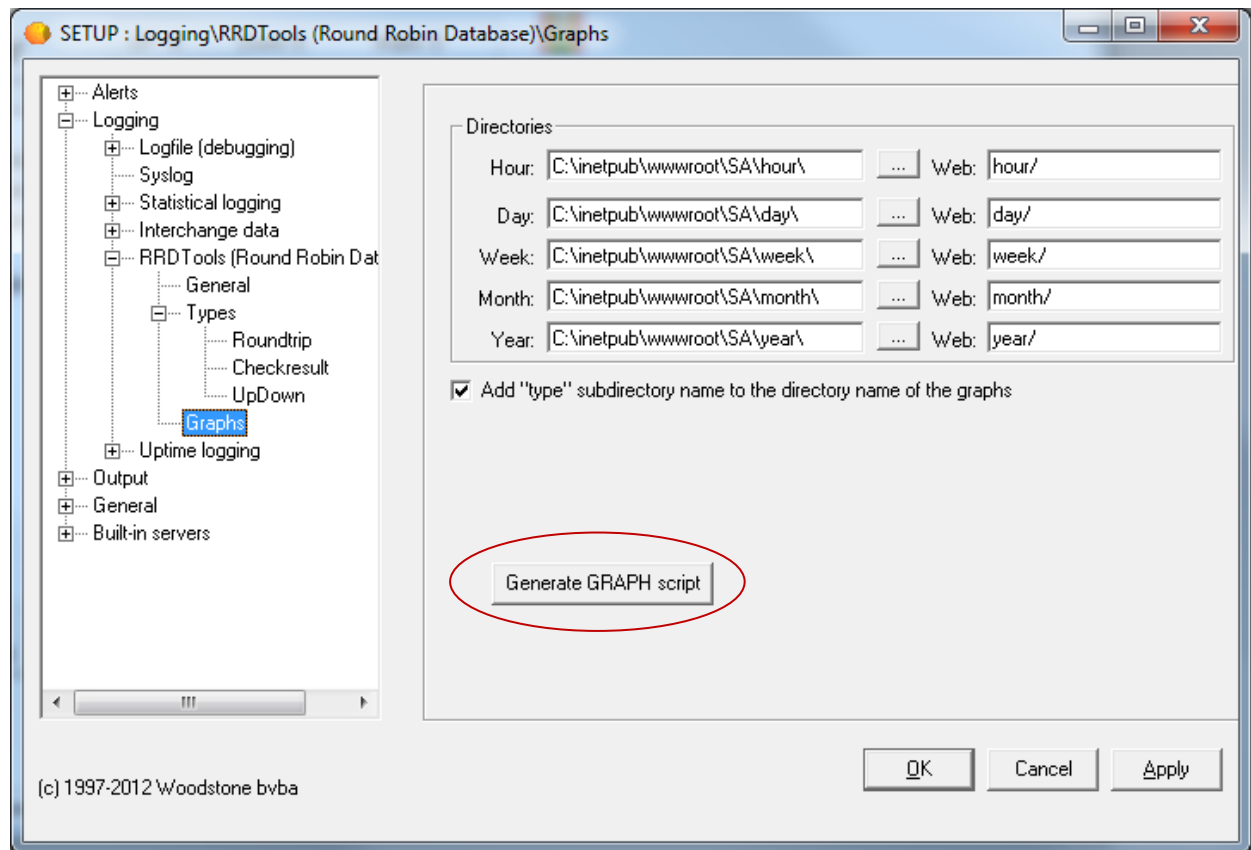 SETUP : Logging\RRDTools (Round Robin Database)\Graphs
Alerts
Logging
Logfile (debugging)
Syslog
Statistical logging
Interchange data
RRDTools (Round Robin Dat
General
Types
Roundtrip
Checkresult
UpDown
Graphs
Uptime logging
Output
General
Built-in servers
Directories
Hour: C:\inetpub\wwwroot\SA\hour\ ... Web: hour/
Day: C:\inetpub\wwwroot\SA\day\ ... Web: day/
Week: C:\inetpub\wwwroot\SA\week\ ... Web: week/
Month: C:\inetpub\wwwroot\SA\month\ ... Web: month/
Year: C:\inetpub\wwwroot\SA\year\ ... Web: year/
Add "type" subdirectory name to the directory name of the graphs
Generate GRAPH script
(c) 1997-2012 Woodstone bvba
OK Cancel Apply